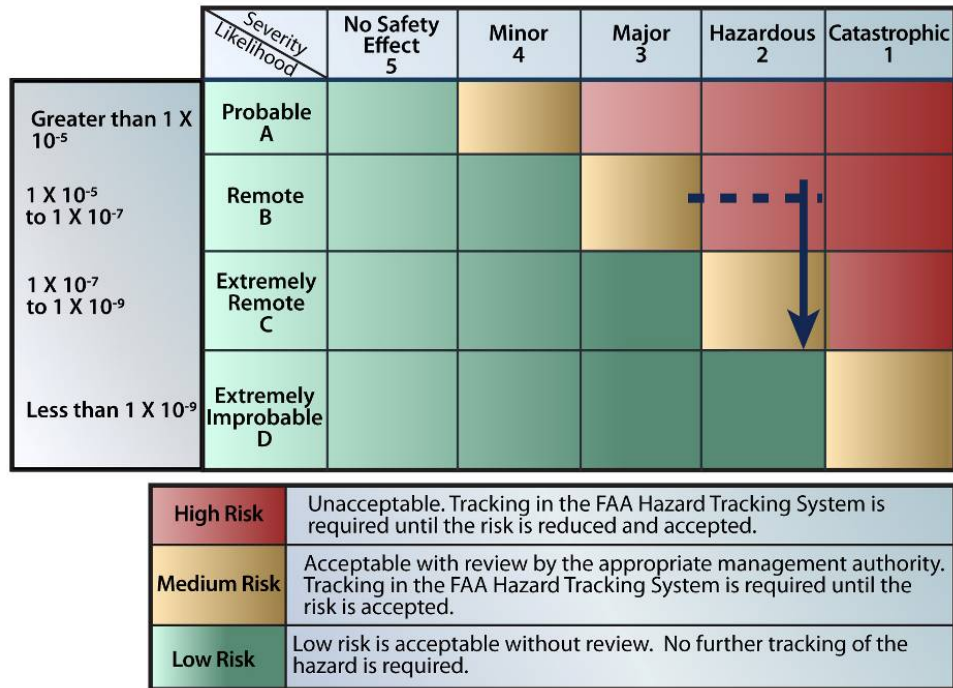 Severity
Likelihood
No Safety
Effect
5
Minor
4
Major
3
Hazardous
2
Catastrophic
1
Greater than 1 X
10⁻⁵
Probable
A
1 X 10⁻⁵
to 1 X 10⁻⁷
Remote
B
1 X 10⁻⁷
to 1 X 10⁻⁹
Extremely
Remote
C
Less than 1 X 10⁻⁹
Extremely
Improbable
D
High Risk
Unacceptable. Tracking in the FAA Hazard Tracking System is
required until the risk is reduced and accepted.
Medium Risk
Acceptable with review by the appropriate management authority.
Tracking in the FAA Hazard Tracking System is required until the
risk is accepted.
Low Risk
Low risk is acceptable without review. No further tracking of the
hazard is required.